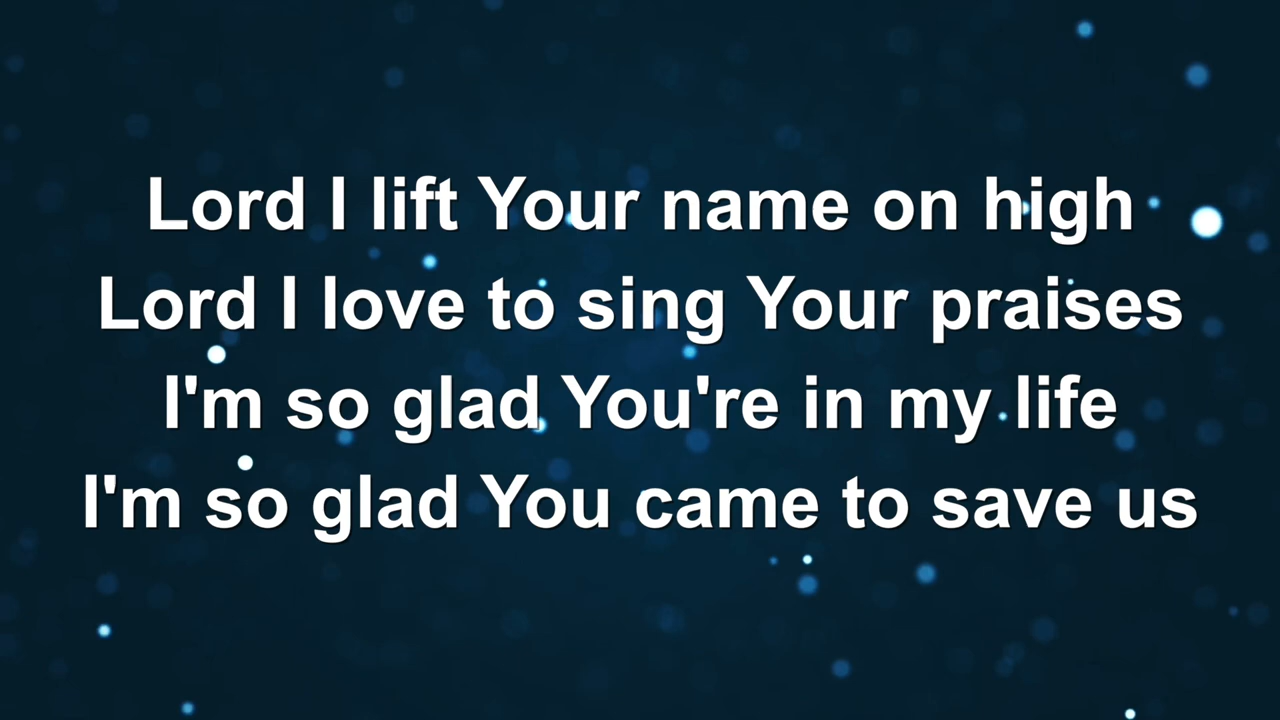 Lord I lift Your name on high
Lord I love to sing Your praises
I'm so glad You're in my life
I'm so glad You came to save us